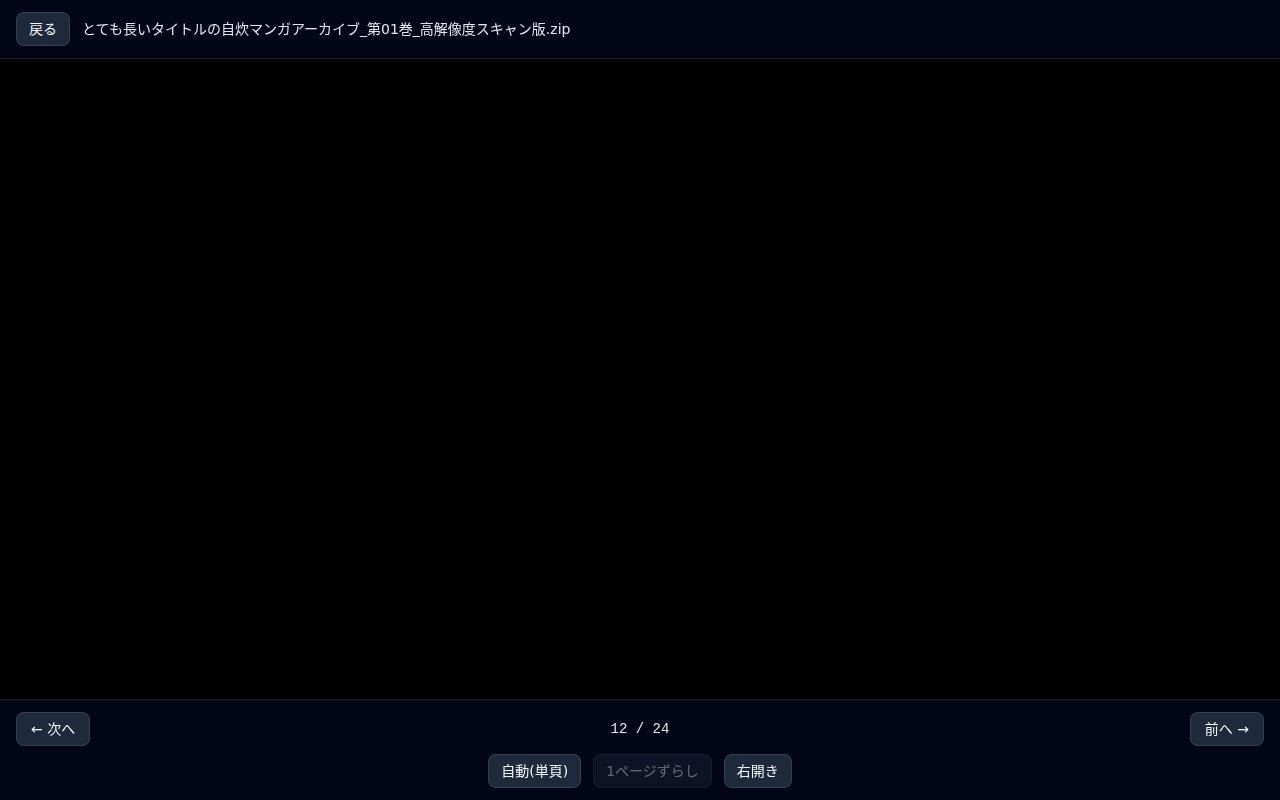 戻る とても長いタイトルの自炊マンガアーカイブ_第01巻_高解像度スキャン版.zip
← 次へ 12 / 24 前へ →
自動(単頁) 1ページずらし 右開き